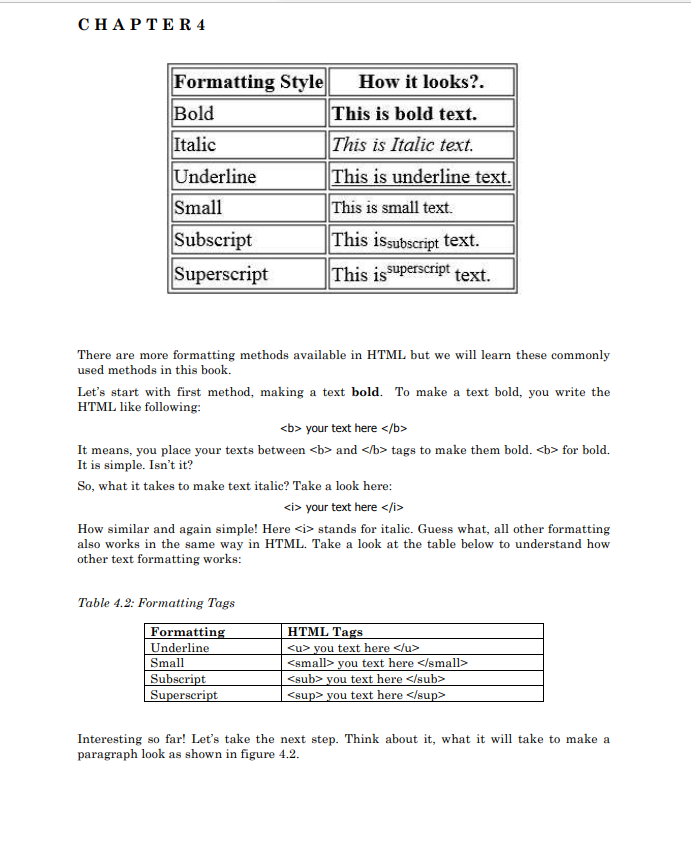 CHAPTER 4
Formatting Style How it looks?.
Bold This is bold text.
Italic This is Italic text.
Underline This is underline text.
Small This is small text.
Subscript This issubscript text.
Superscript This issuperscript text.
There are more formatting methods available in HTML but we will learn these commonly
used methods in this book.
Let's start with first method, making a text bold. To make a text bold, you write the
HTML like following:
<b> your text here </b>
It means, you place your texts between <b> and </b> tags to make them bold. <b> for bold.
It is simple. Isn't it?
So, what it takes to make text italic? Take a look here:
<i> your text here </i>
How similar and again simple! Here <i> stands for italic. Guess what, all other formatting
also works in the same way in HTML. Take a look at the table below to understand how
other text formatting works:
Table 4.2: Formatting Tags
Formatting HTML Tags
Underline <u> you text here </u>
Small <small> you text here </small>
Subscript <sub> you text here </sub>
Superscript <sup> you text here </sup>
Interesting so far! Let's take the next step. Think about it, what it will take to make a
paragraph look as shown in figure 4.2.